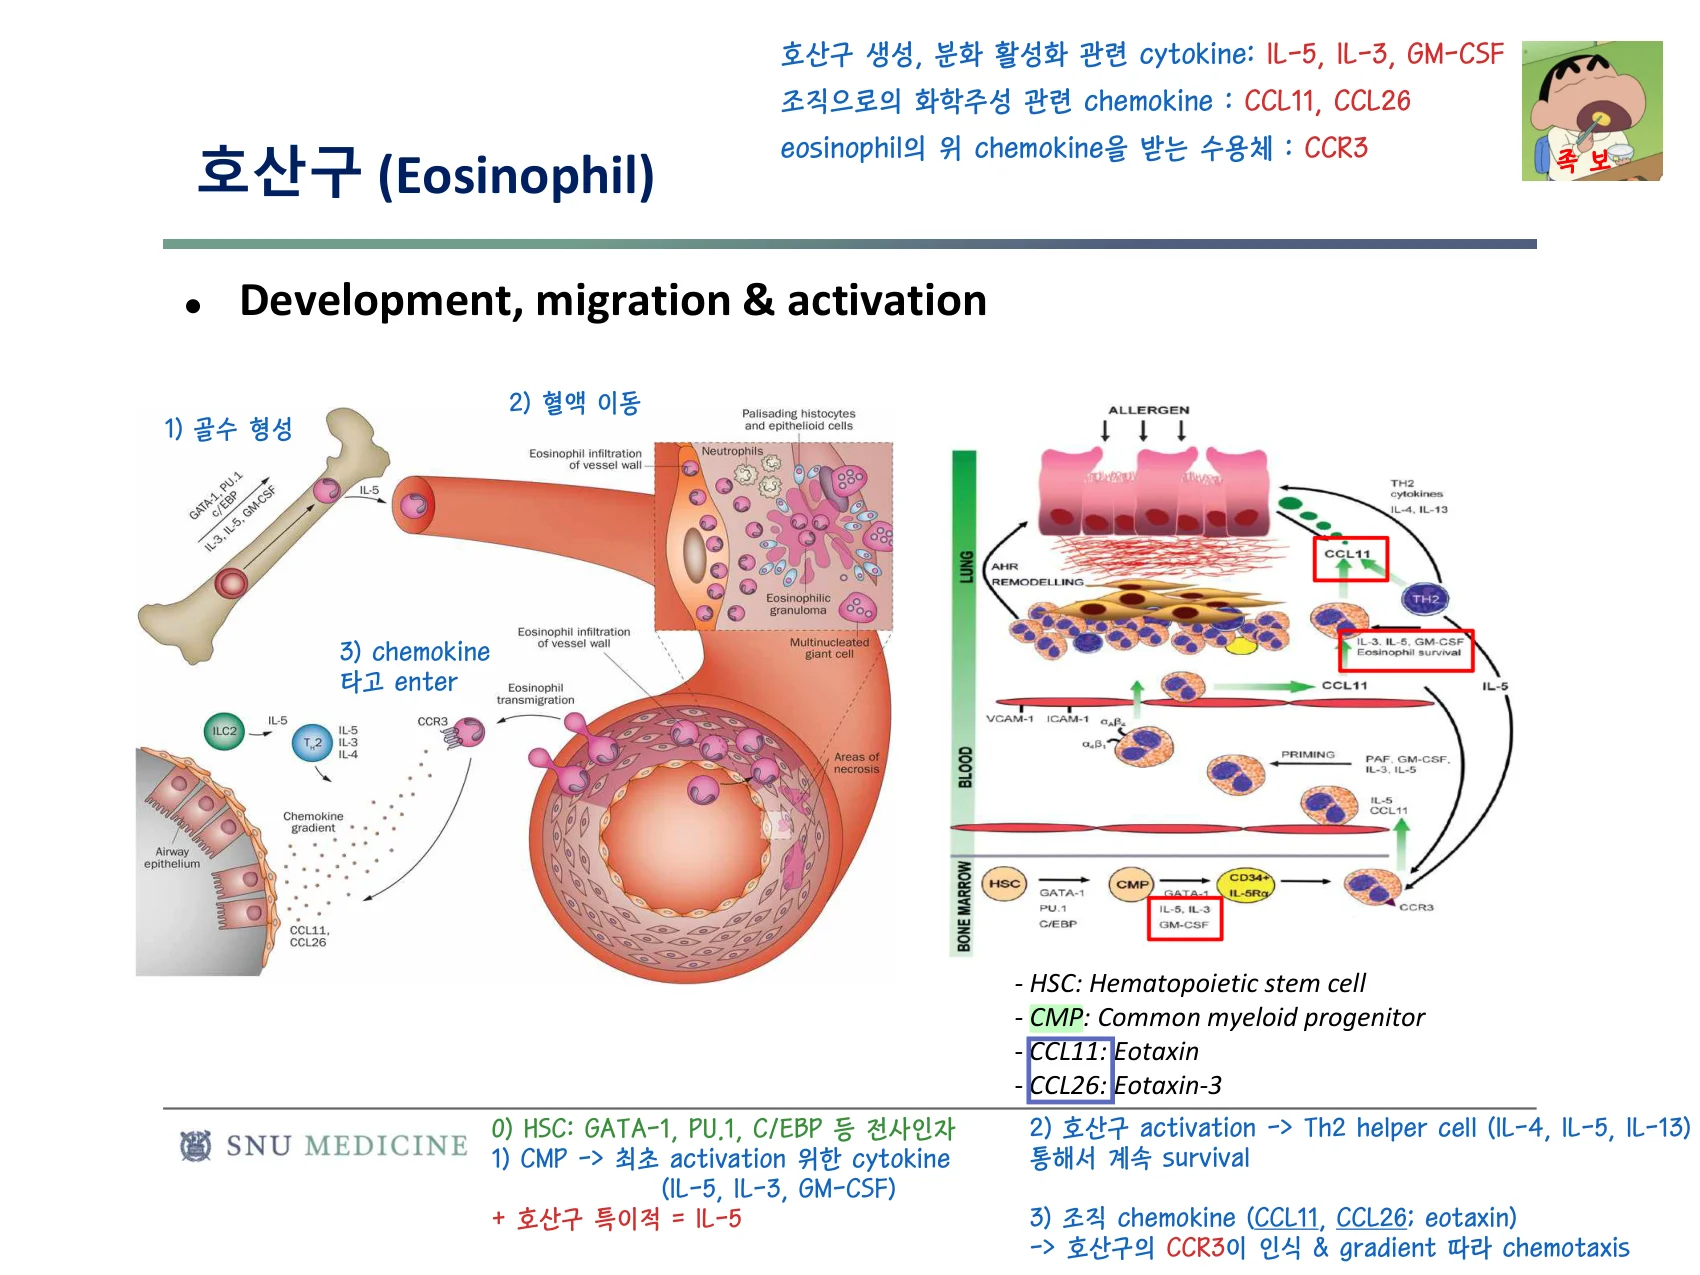 호산구 생성, 분화 활성화 관련 cytokine: IL-5, IL-3, GM-CSF
조직으로의 화학주성 관련 chemokine : CCL11, CCL26
eosinophil의 위 chemokine을 받는 수용체 : CCR3
족보
호산구 (Eosinophil)
● Development, migration & activation
1) 골수 형성
2) 혈액 이동
GATA-1, PU.1
c/EBP
IL-3, IL-5, GM-CSF
IL-5
Eosinophil infiltration
of vessel wall
Palisading histocytes
and epithelioid cells
Neutrophils
Eosinophilic
granuloma
Multinucleated
giant cell
3) chemokine
타고 enter
Eosinophil infiltration
of vessel wall
Eosinophil
transmigration
CCR3
ILC2
IL-5
TH2
IL-5
IL-3
IL-4
Areas of
necrosis
Chemokine
gradient
Airway
epithelium
CCL11,
CCL26
ALLERGEN
LUNG
TH2
cytokines
IL-4, IL-13
CCL11
AHR
REMODELLING
TH2
IL-3, IL-5, GM-CSF
Eosinophil survival
CCL11
IL-5
VCAM-1 ICAM-1 α4β4
α4β1
BLOOD
PRIMING
PAF, GM-CSF,
IL-3, IL-5
IL-5
CCL11
BONE MARROW
HSC
GATA-1
PU.1
C/EBP
CMP
GATA-1
IL-5, IL-3
GM-CSF
CD34+
IL-5Rα
CCR3
- HSC: Hematopoietic stem cell
- CMP: Common myeloid progenitor
- CCL11: Eotaxin
- CCL26: Eotaxin-3
SNU MEDICINE
0) HSC: GATA-1, PU.1, C/EBP 등 전사인자
1) CMP -> 최초 activation 위한 cytokine
(IL-5, IL-3, GM-CSF)
+ 호산구 특이적 = IL-5
2) 호산구 activation -> Th2 helper cell (IL-4, IL-5, IL-13)
통해서 계속 survival
3) 조직 chemokine (CCL11, CCL26; eotaxin)
-> 호산구의 CCR3이 인식 & gradient 따라 chemotaxis